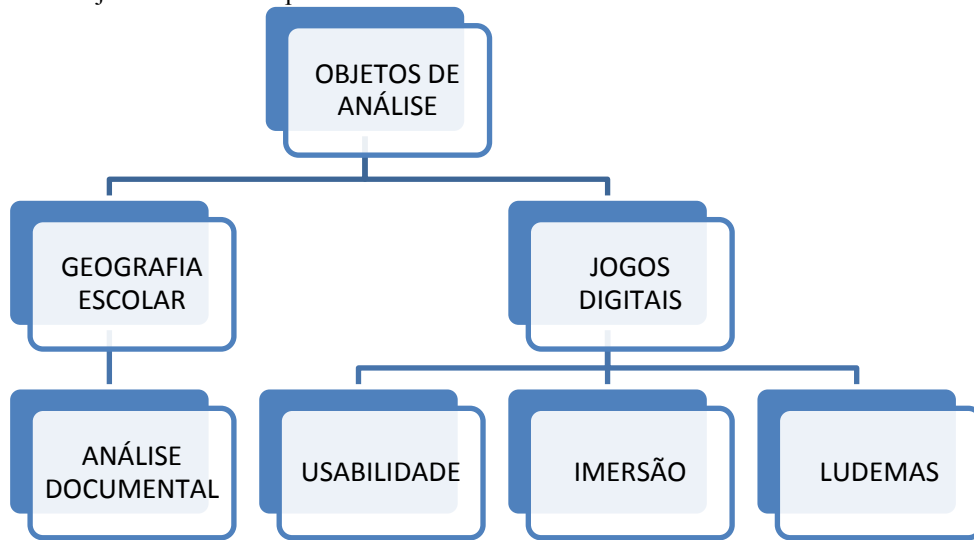 OBJETOS DE
ANÁLISE
GEOGRAFIA
ESCOLAR
JOGOS
DIGITAIS
ANÁLISE
DOCUMENTAL
USABILIDADE
IMERSÃO
LUDEMAS